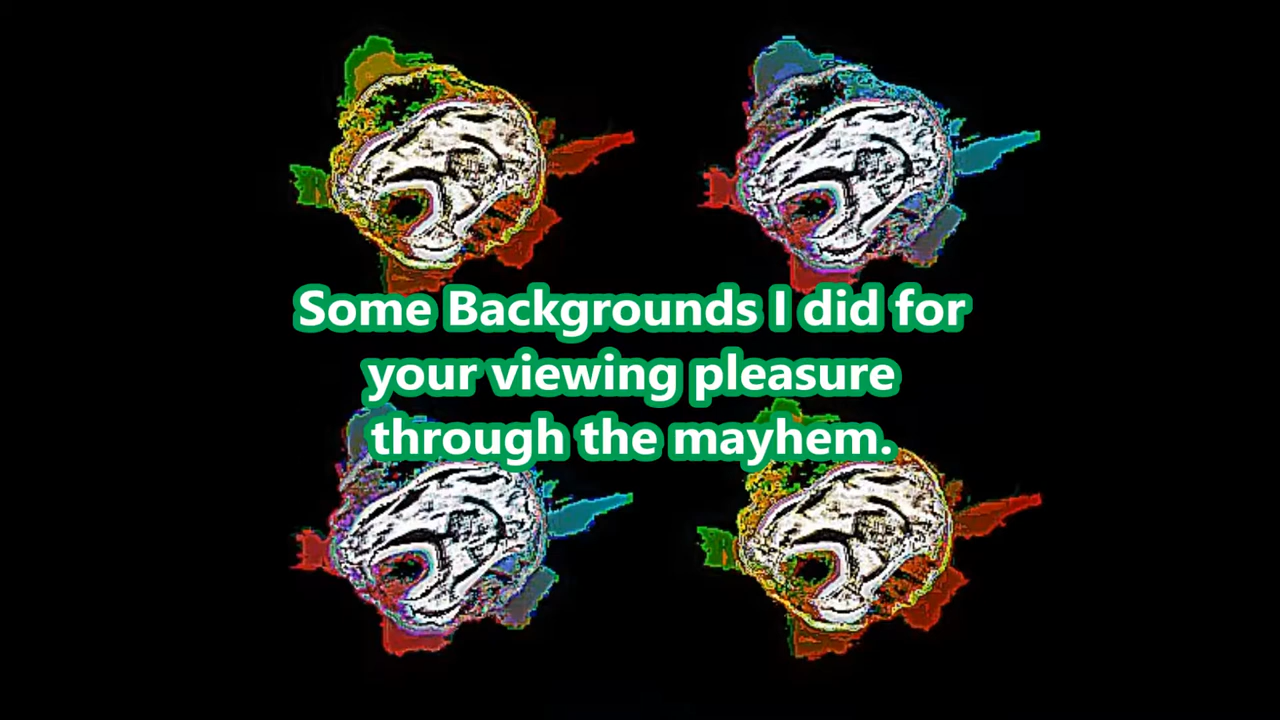 Some Backgrounds I did for
your viewing pleasure
through the mayhem.